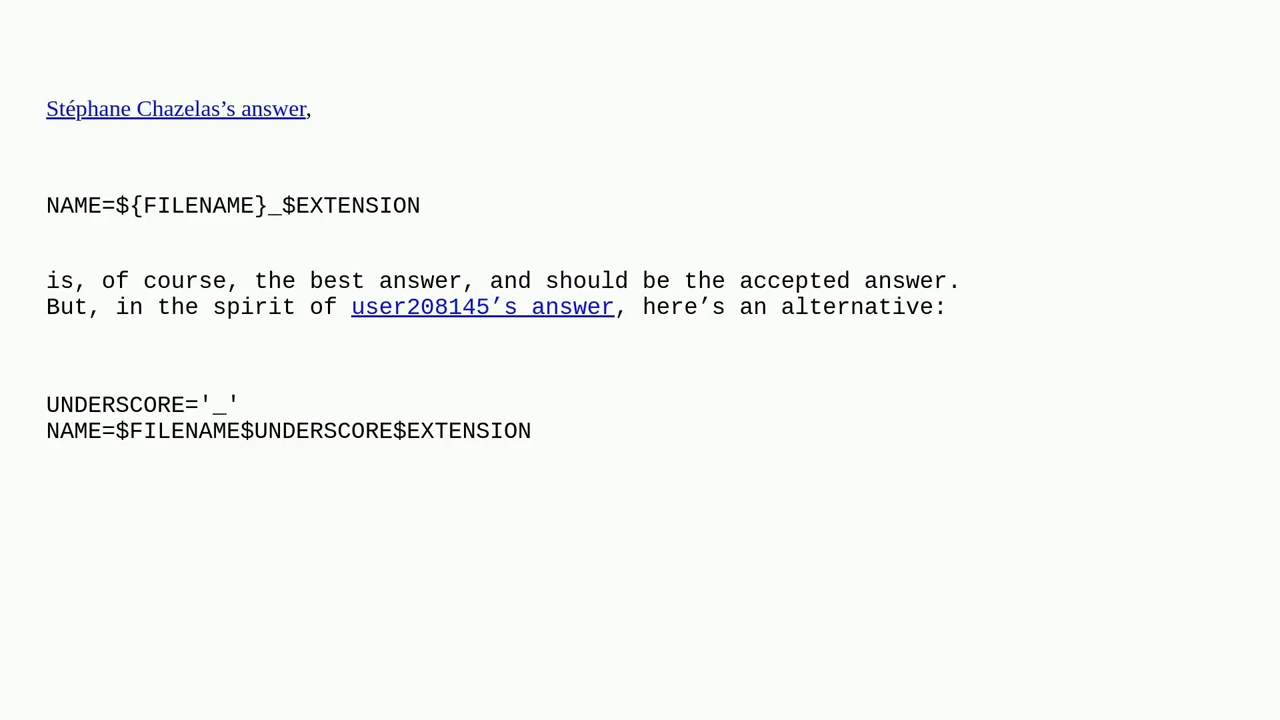 Stéphane Chazelas’s answer,
NAME=${FILENAME}_$EXTENSION
is, of course, the best answer, and should be the accepted answer.
But, in the spirit of user208145’s answer, here’s an alternative:
UNDERSCORE='_'
NAME=$FILENAME$UNDERSCORE$EXTENSION